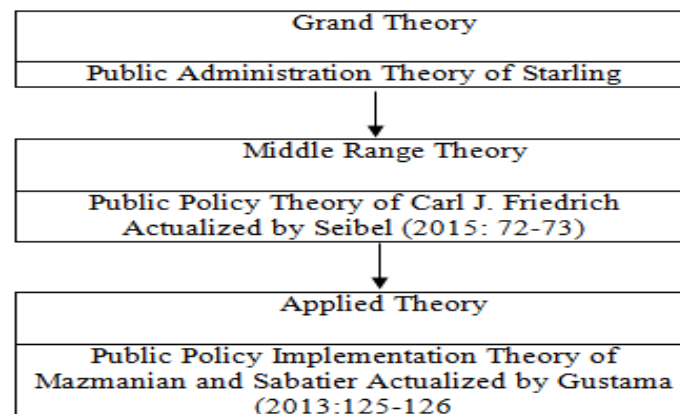 Grand Theory
Public Administration Theory of Starling
Middle Range Theory
Public Policy Theory of Carl J. Friedrich
Actualized by Seibel (2015: 72-73)
Applied Theory
Public Policy Implementation Theory of
Mazmanian and Sabatier Actualized by Gustama
(2013:125-126